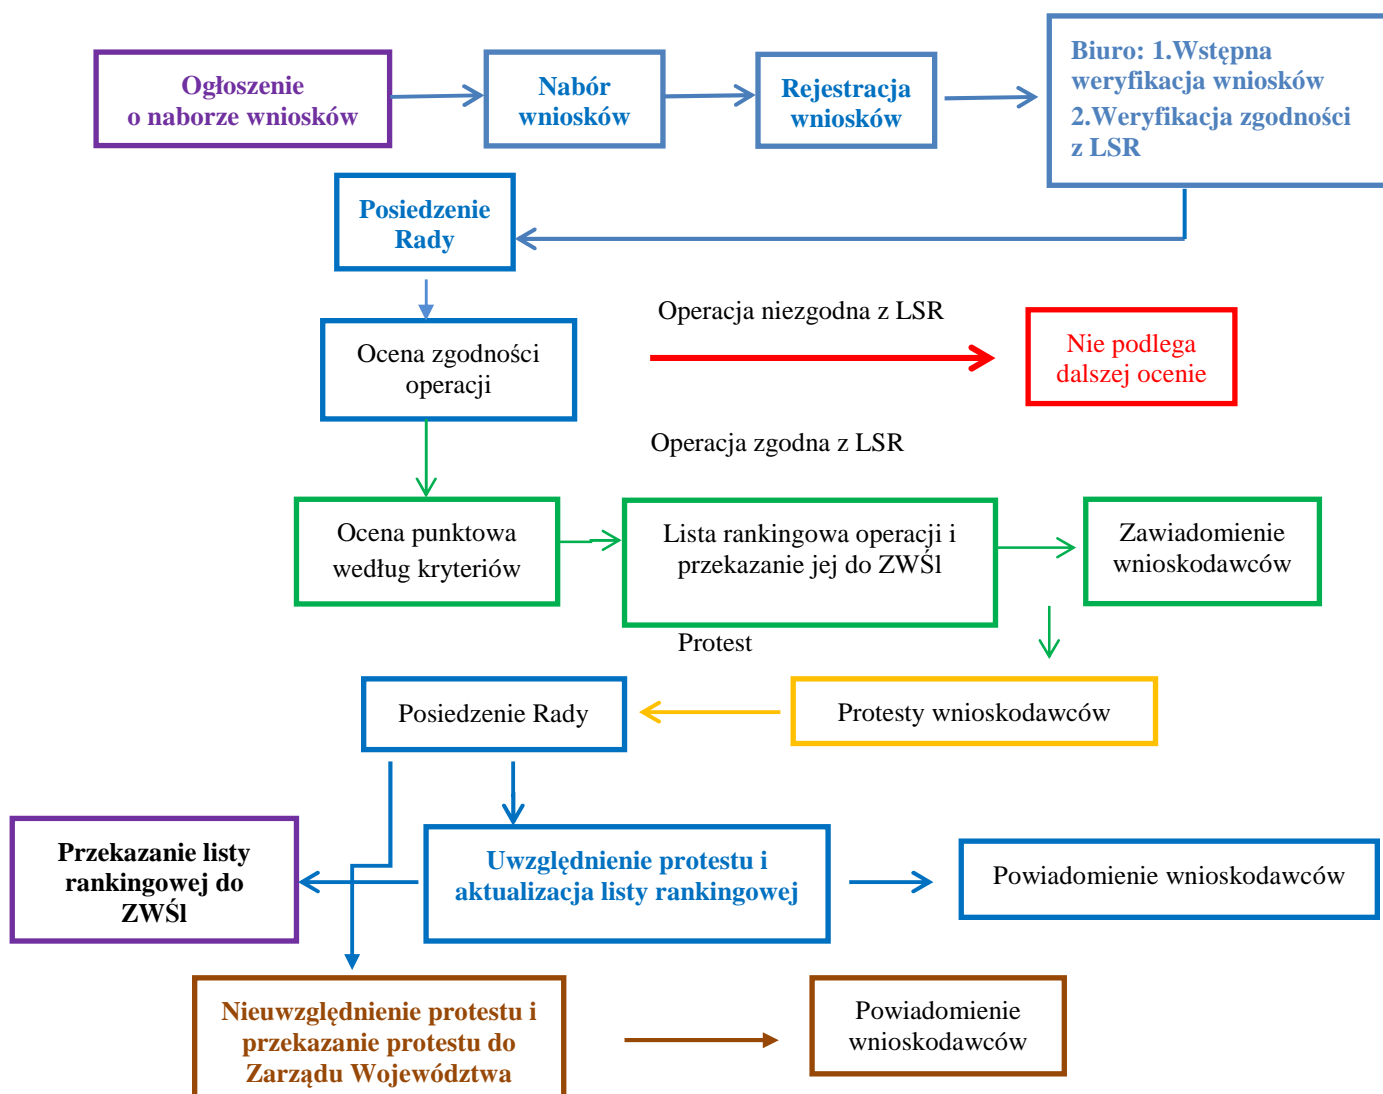 Ogłoszenie
o naborze wniosków
Nabór
wniosków
Rejestracja
wniosków
Biuro: 1.Wstępna
weryfikacja wniosków
2.Weryfikacja zgodności
z LSR
Posiedzenie
Rady
Operacja niezgodna z LSR
Ocena zgodności
operacji
Nie podlega
dalszej ocenie
Operacja zgodna z LSR
Ocena punktowa
według kryteriów
Lista rankingowa operacji i
przekazanie jej do ZWŚl
Zawiadomienie
wnioskodawców
Protest
Posiedzenie Rady
Protesty wnioskodawców
Przekazanie listy
rankingowej do
ZWŚl
Uwzględnienie protestu i
aktualizacja listy rankingowej
Powiadomienie wnioskodawców
Nieuwzględnienie protestu i
przekazanie protestu do
Zarządu Województwa
Powiadomienie
wnioskodawców